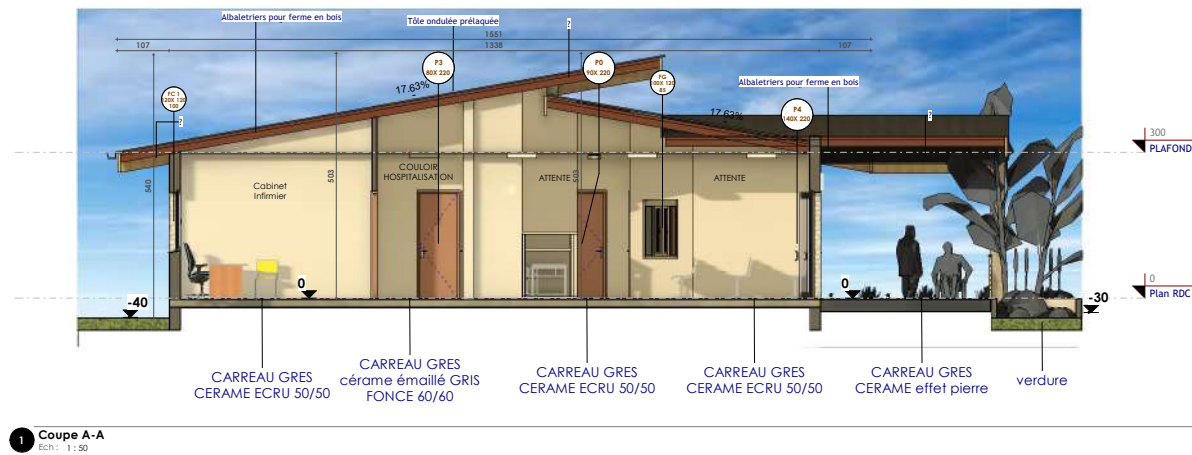 Albaletriers pour ferme en bois
Tôle ondulée prélaquée
?
1551
107
1338
107
P3
80X 220
P0
90X 220
FG
100X 120
85
FC 1
120X 120
100
17.63%
Albaletriers pour ferme en bois
17.63%
P4
140X 220
?
?
300
PLAFOND
COULOIR
HOSPITALISATION
ATTENTE
ATTENTE
Cabinet
Infirmier
540
503
503
0
0
0
Plan RDC
-40
-30
CARREAU GRES
CERAME ECRU 50/50
CARREAU GRES
cérame émaillé GRIS
FONCE 60/60
CARREAU GRES
CERAME ECRU 50/50
CARREAU GRES
CERAME ECRU 50/50
CARREAU GRES
CERAME effet pierre
verdure
1
Coupe A-A
Ech : 1 : 50